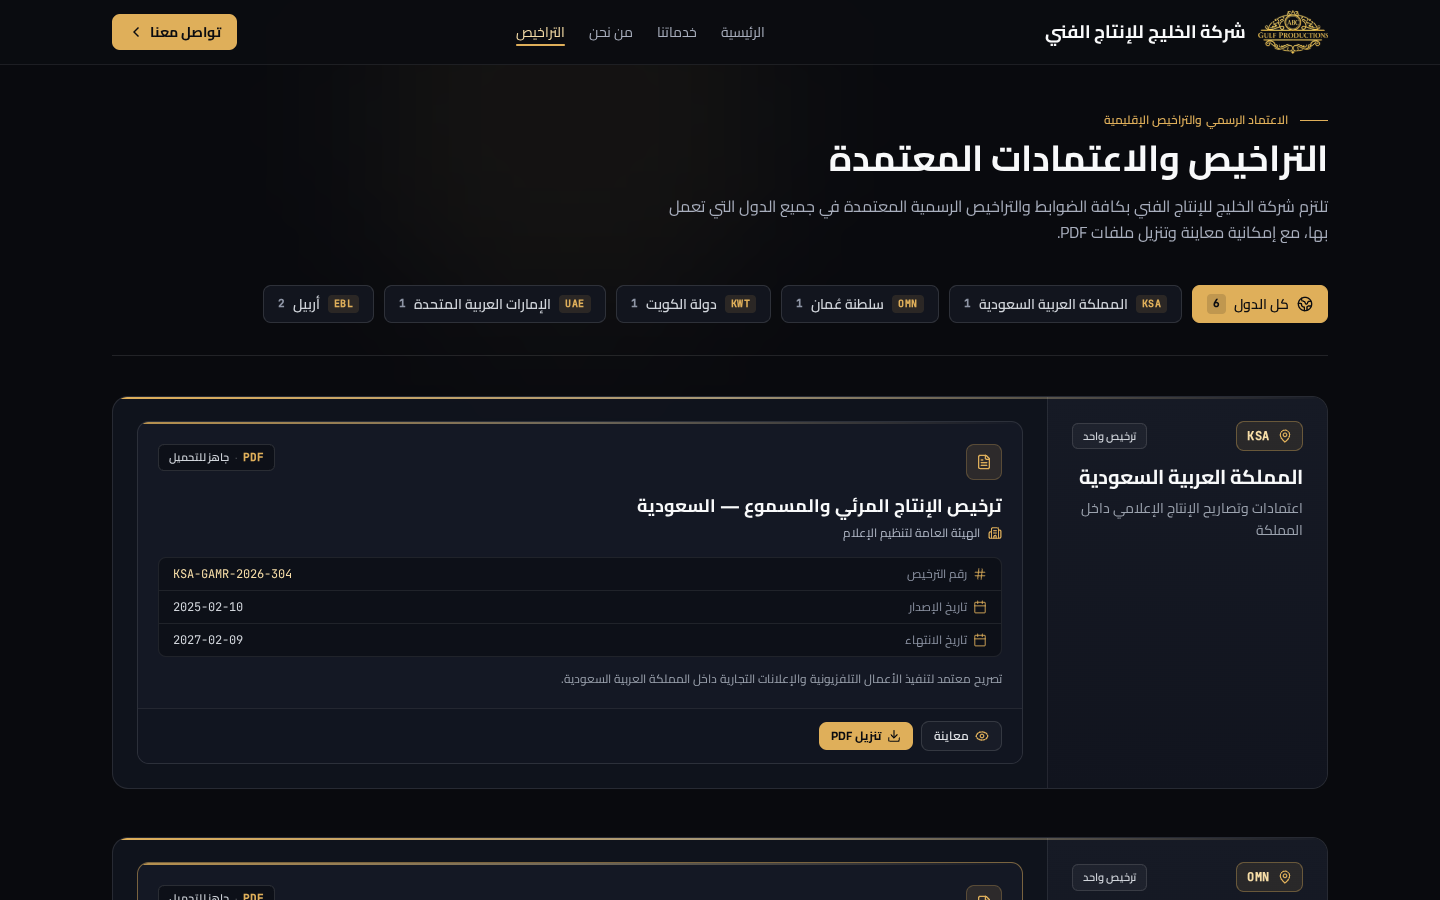 ABC
GULF PRODUCTIONS
شركة الخليج للإنتاج الفني
الرئيسية
خدماتنا
من نحن
التراخيص
تواصل معنا
الاعتماد الرسمي والتراخيص الإقليمية
التراخيص والاعتمادات المعتمدة
تلتزم شركة الخليج للإنتاج الفني بكافة الضوابط والتراخيص الرسمية المعتمدة في جميع الدول التي تعمل
بها، مع إمكانية معاينة وتنزيل ملفات PDF.
كل الدول 6
KSA المملكة العربية السعودية 1
OMN سلطنة عُمان 1
KWT دولة الكويت 1
UAE الإمارات العربية المتحدة 1
EBL أربيل 2
KSA
ترخيص واحد
المملكة العربية السعودية
اعتمادات وتصاريح الإنتاج الإعلامي داخل
المملكة
PDF · جاهز للتحميل
ترخيص الإنتاج المرئي والمسموع — السعودية
الهيئة العامة لتنظيم الإعلام
رقم الترخيص KSA-GAMR-2026-304
تاريخ الإصدار 2025-02-10
تاريخ الانتهاء 2027-02-09
تصريح معتمد لتنفيذ الأعمال التلفزيونية والإعلانات التجارية داخل المملكة العربية السعودية.
معاينة
تنزيل PDF
OMN
ترخيص واحد
PDF · جاهز للتحميل